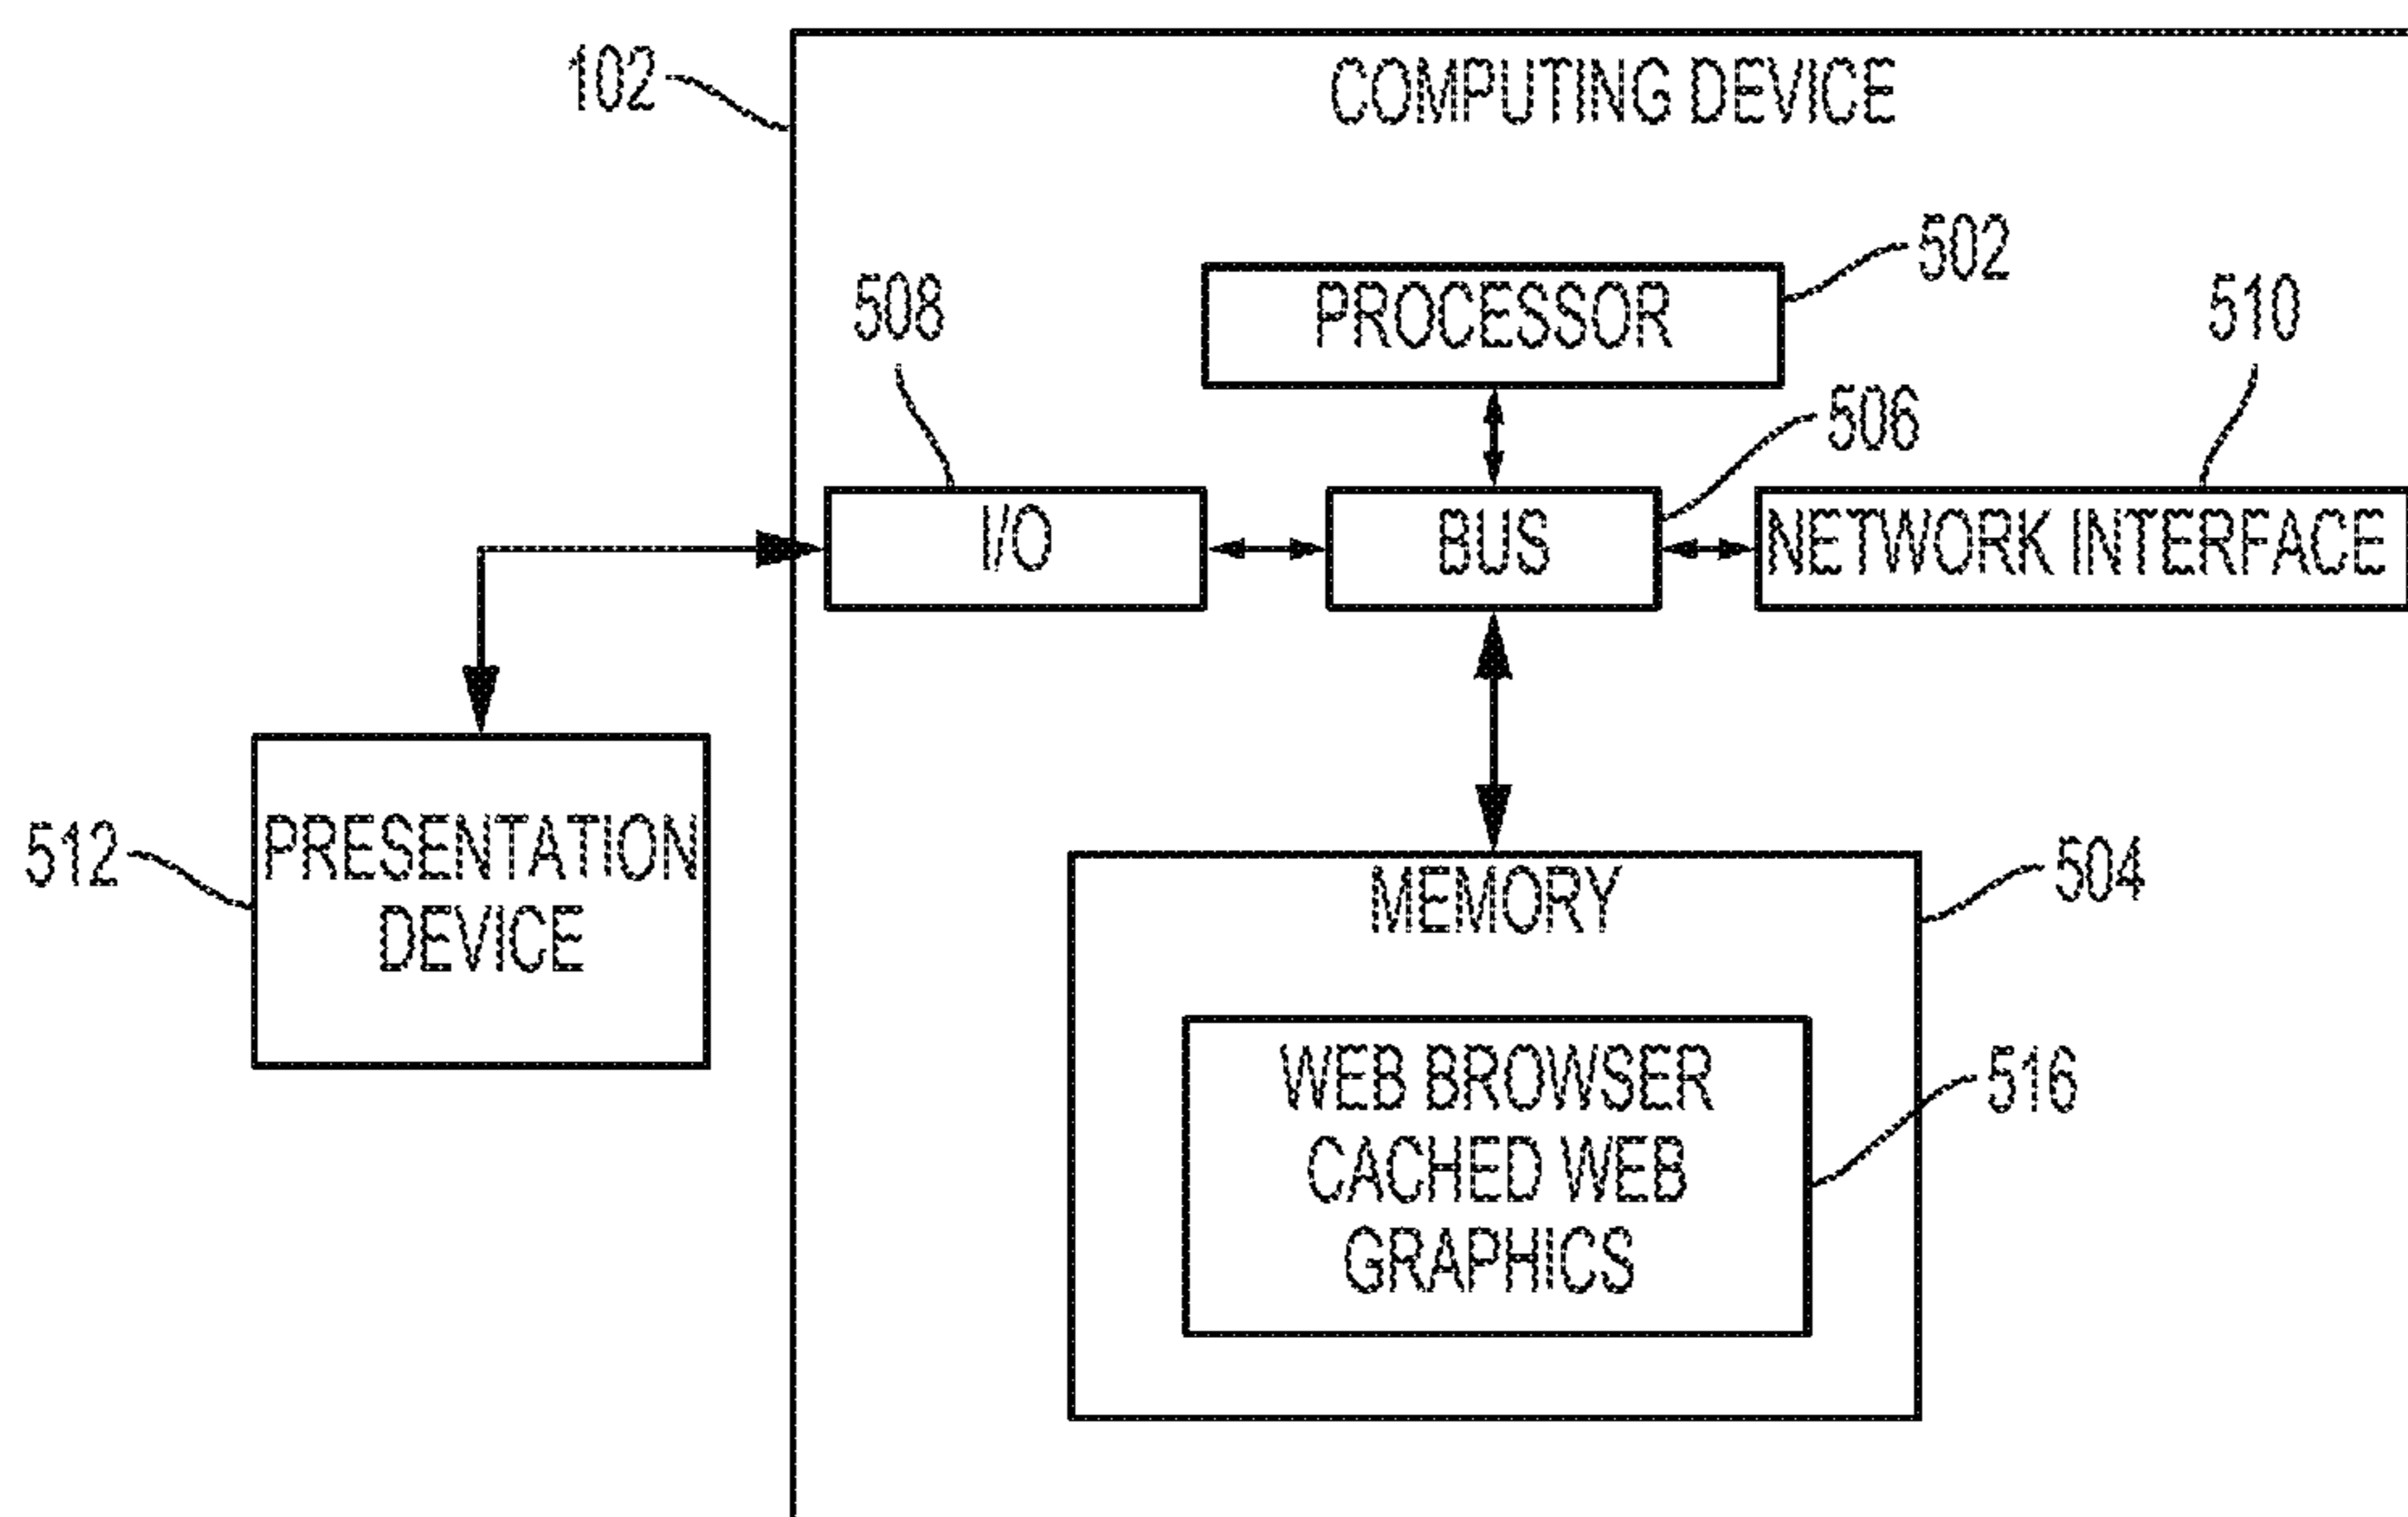 102
COMPUTING DEVICE
502
PROCESSOR
508
510
506
I/O
BUS
NETWORK INTERFACE
512
PRESENTATION
DEVICE
504
MEMORY
WEB BROWSER
CACHED WEB
GRAPHICS
516